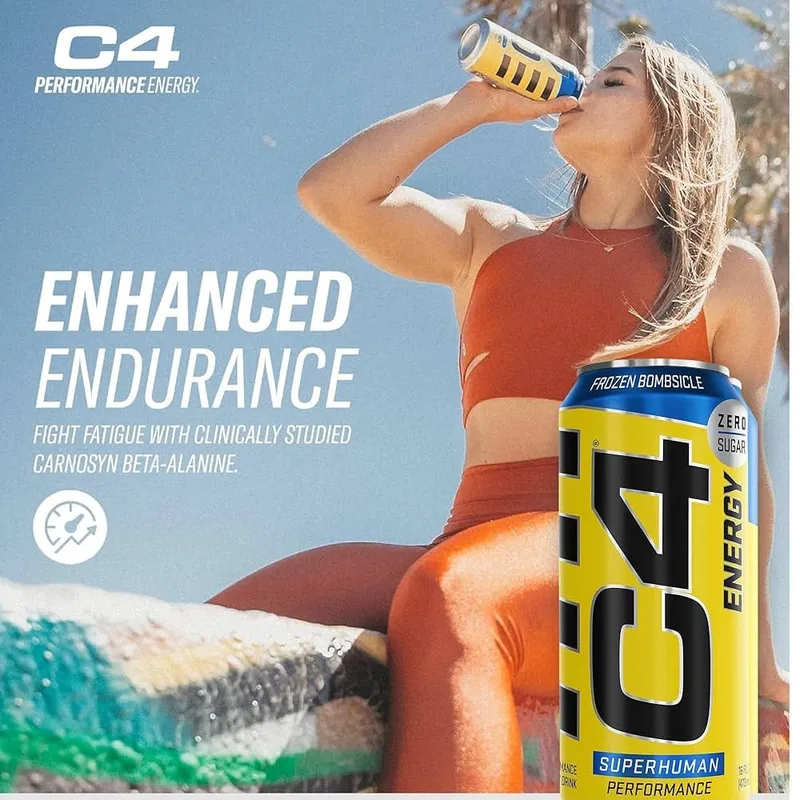 C4
PERFORMANCE ENERGY.
ENHANCED
ENDURANCE
FIGHT FATIGUE WITH CLINICALLY STUDIED
CARNOSYN BETA-ALANINE.
FROZEN BOMBSICLE
ZERO
SUGAR
C4®
ENERGY
SUPERHUMAN
PERFORMANCE